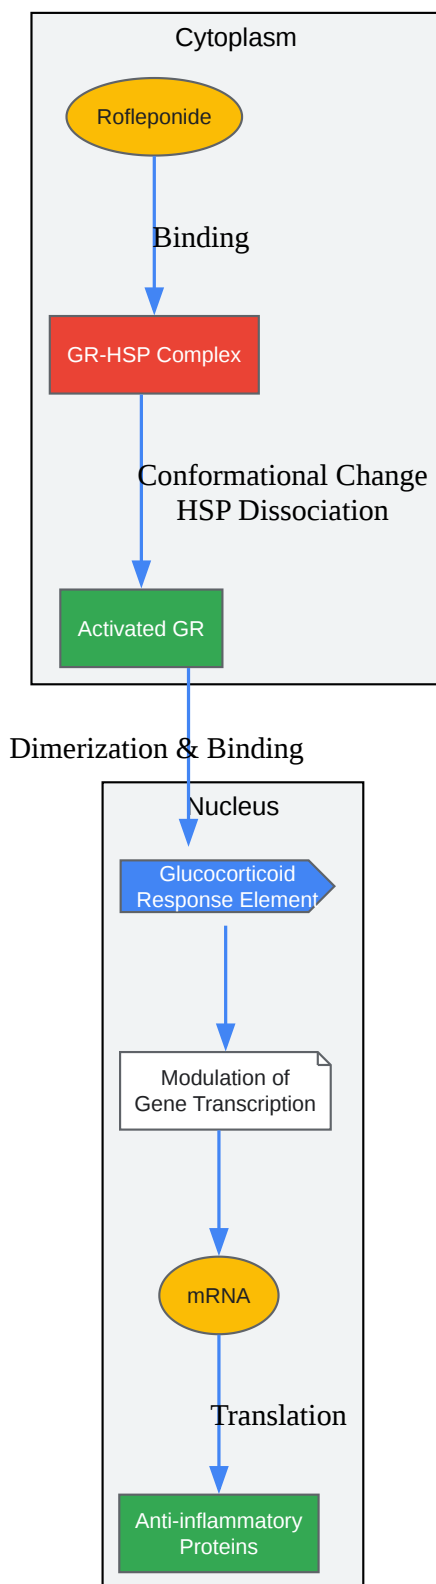 Cytoplasm
Rofleponide
Binding
GR-HSP Complex
Conformational Change
HSP Dissociation
Activated GR
Dimerization & Binding
Nucleus
Glucocorticoid
Response Element
Modulation of
Gene Transcription
mRNA
Translation
Anti-inflammatory
Proteins